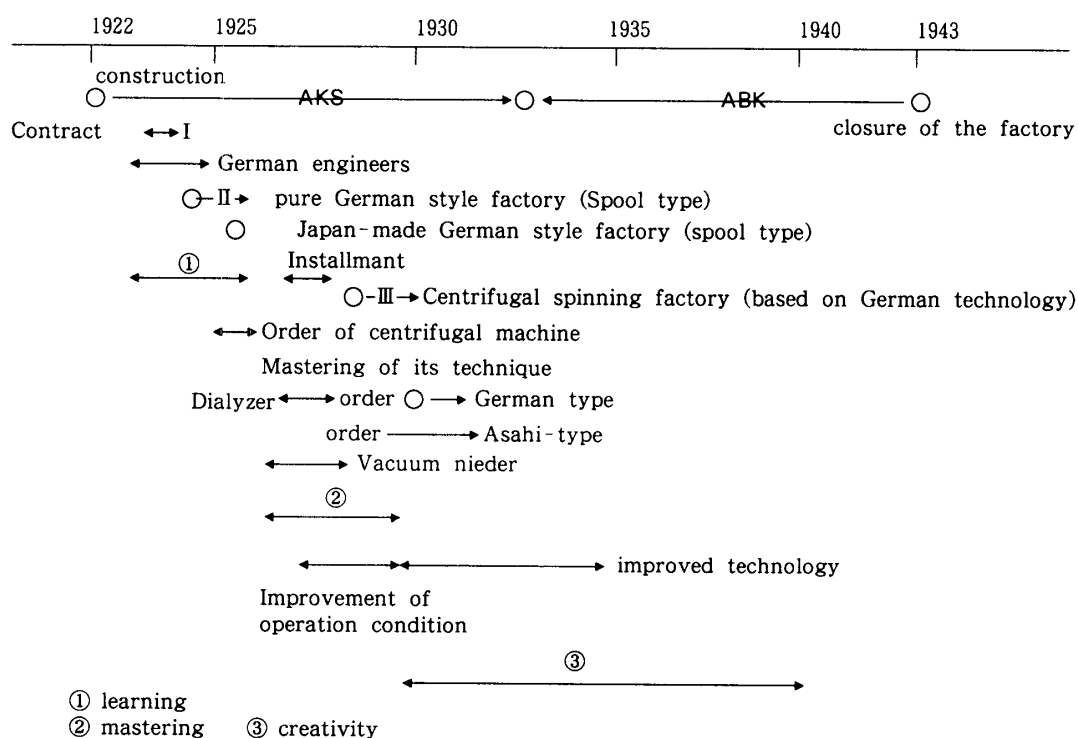 1922 1925 1930 1935 1940 1943
construction
AKS ABK
Contract I closure of the factory
German engineers
II pure German style factory (Spool type)
Japan-made German style factory (spool type)
① Installmant
III Centrifugal spinning factory (based on German technology)
Order of centrifugal machine
Mastering of its technique
Dialyzer order German type
order Asahi-type
Vacuum nieder
②
improved technology
Improvement of
operation condition
③
① learning
② mastering ③ creativity